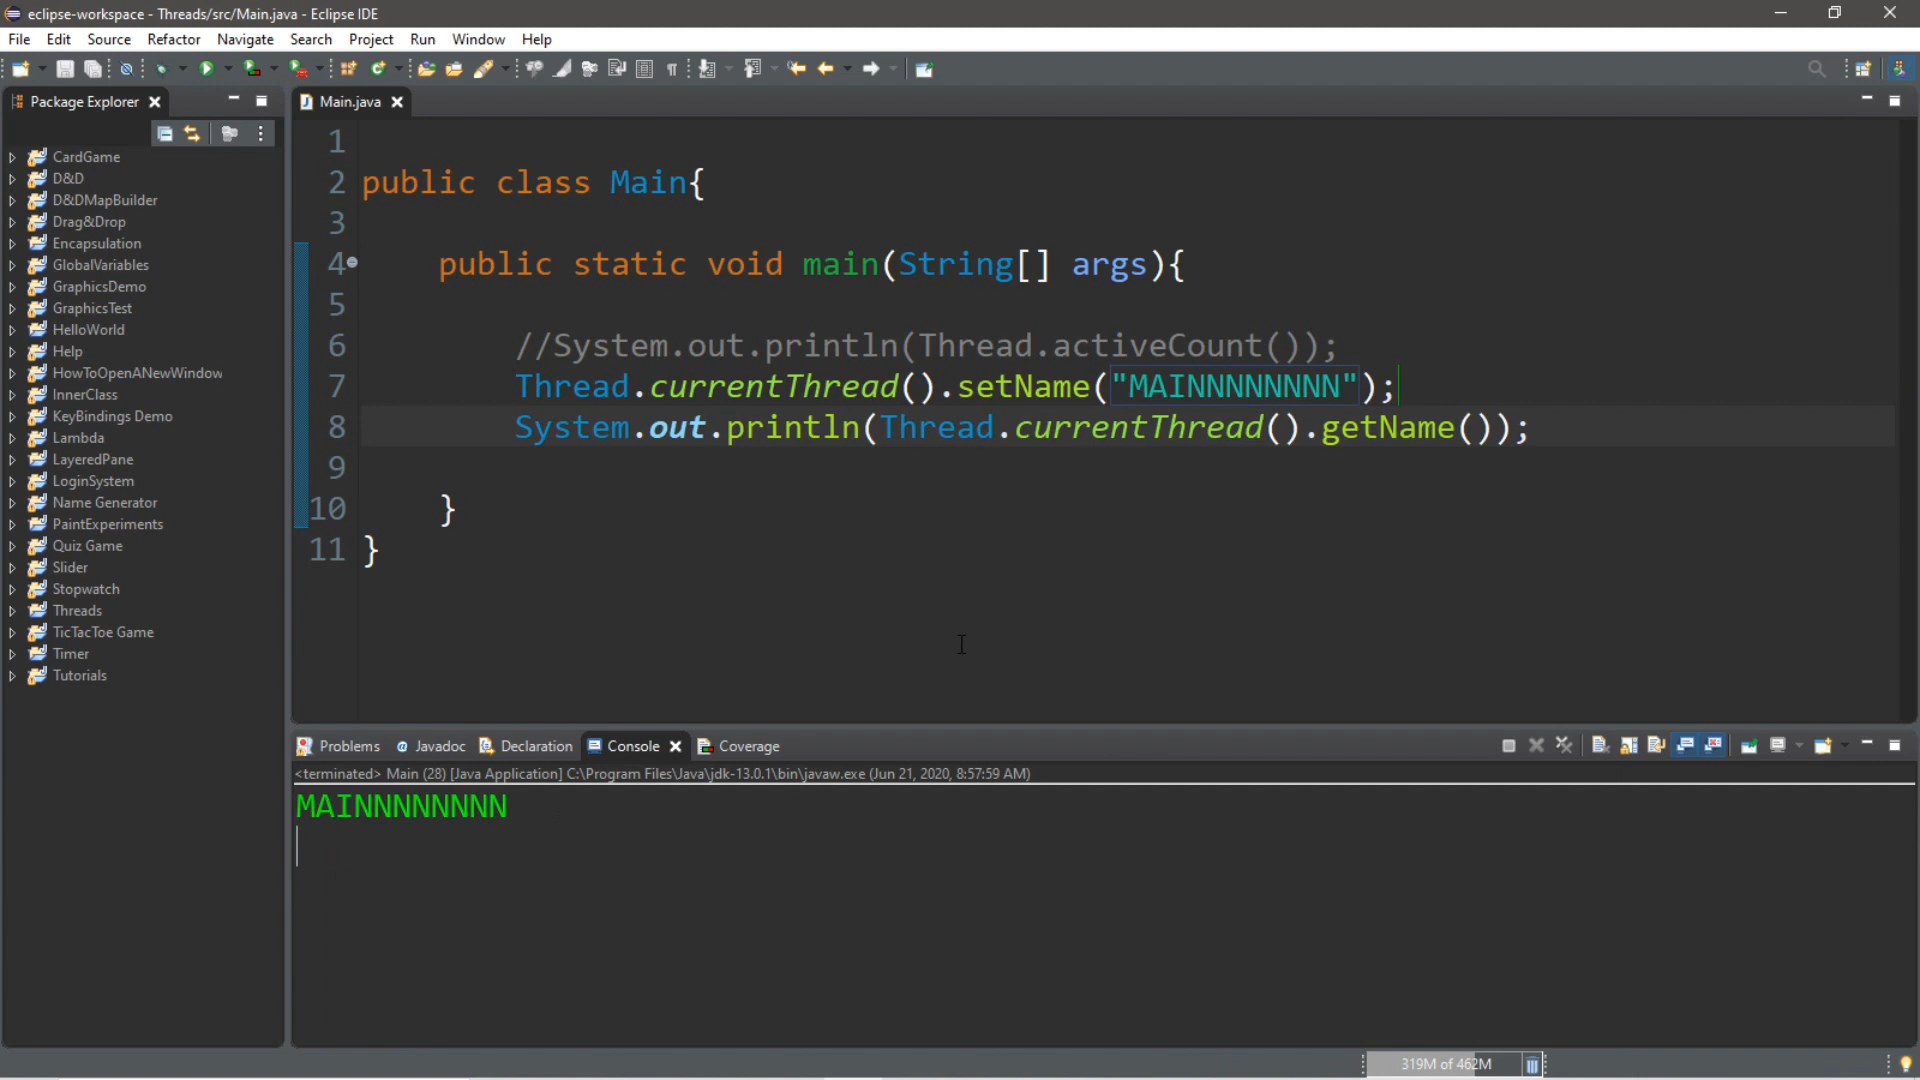 eclipse-workspace - Threads/src/Main.java - Eclipse IDE
File Edit Source Refactor Navigate Search Project Run Window Help
Package Explorer
CardGame
D&D
D&DMapBuilder
Drag&Drop
Encapsulation
GlobalVariables
GraphicsDemo
GraphicsTest
HelloWorld
Help
HowToOpenANewWindow
InnerClass
KeyBindings Demo
Lambda
LayeredPane
LoginSystem
Name Generator
PaintExperiments
Quiz Game
Slider
Stopwatch
Threads
TicTacToe Game
Timer
Tutorials
Main.java
1
2 public class Main{
3
4 public static void main(String[] args){
5
6 //System.out.println(Thread.activeCount());
7 Thread.currentThread().setName("MAINNNNNNNN");
8 System.out.println(Thread.currentThread().getName());
9
10 }
11 }
Problems Javadoc Declaration Console Coverage
<terminated> Main (28) [Java Application] C:\Program Files\Java\jdk-13.0.1\bin\javaw.exe (Jun 21, 2020, 8:57:59 AM)
MAINNNNNNNN
319M of 462M